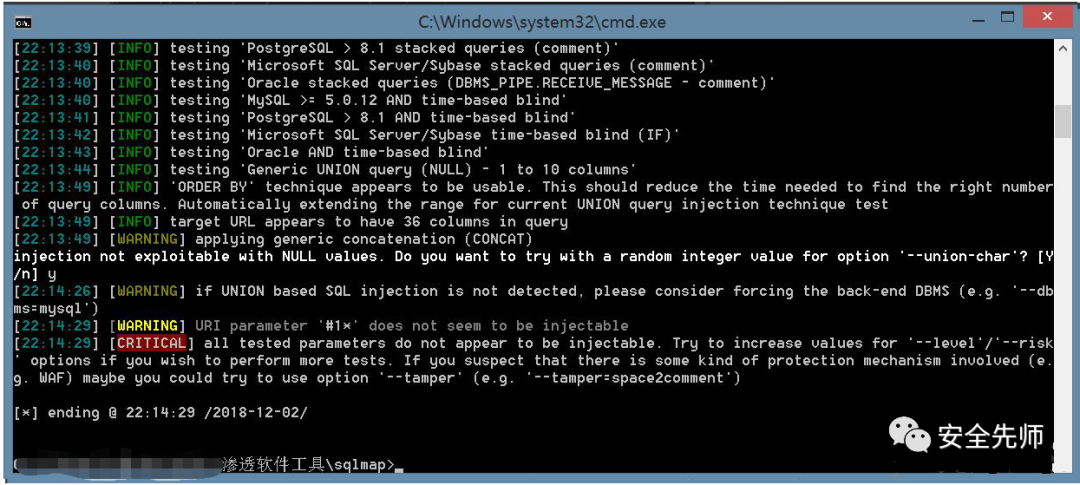 C:\Windows\system32\cmd.exe
[22:13:39] [INFO] testing 'PostgreSQL > 8.1 stacked queries (comment)'
[22:13:40] [INFO] testing 'Microsoft SQL Server/Sybase stacked queries (comment)'
[22:13:40] [INFO] testing 'Oracle stacked queries (DBMS_PIPE.RECEIVE_MESSAGE - comment)'
[22:13:40] [INFO] testing 'MySQL >= 5.0.12 AND time-based blind'
[22:13:41] [INFO] testing 'PostgreSQL > 8.1 AND time-based blind'
[22:13:42] [INFO] testing 'Microsoft SQL Server/Sybase time-based blind (IF)'
[22:13:43] [INFO] testing 'Oracle AND time-based blind'
[22:13:44] [INFO] testing 'Generic UNION query (NULL) - 1 to 10 columns'
[22:13:49] [INFO] 'ORDER BY' technique appears to be usable. This should reduce the time needed to find the right number
of query columns. Automatically extending the range for current UNION query injection technique test
[22:13:49] [INFO] target URL appears to have 36 columns in query
[22:13:49] [WARNING] applying generic concatenation (CONCAT)
injection not exploitable with NULL values. Do you want to try with a random integer value for option '--union-char'? [Y
/n] y
[22:14:26] [WARNING] if UNION based SQL injection is not detected, please consider forcing the back-end DBMS (e.g. '--db
ms=mysql')
[22:14:29] [WARNING] URI parameter '#1*' does not seem to be injectable
[22:14:29] [CRITICAL] all tested parameters do not appear to be injectable. Try to increase values for '--level'/'--risk
' options if you wish to perform more tests. If you suspect that there is some kind of protection mechanism involved (e.
g. WAF) maybe you could try to use option '--tamper' (e.g. '--tamper=space2comment')
[*] ending @ 22:14:29 /2018-12-02/
安全先师
渗透软件工具\sqlmap>_